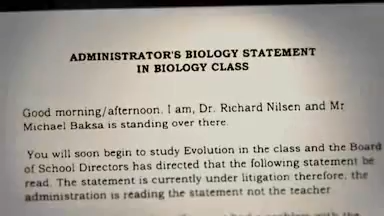 ADMINISTRATOR'S BIOLOGY STATEMENT
IN BIOLOGY CLASS
Good morning/afternoon. I am, Dr. Richard Nilsen and Mr
Michael Baksa is standing over there.
You will soon begin to study Evolution in the class and the Board
of School Directors has directed that the following statement be
read. The statement is currently under litigation therefore, the
administration is reading the statement not the teacher